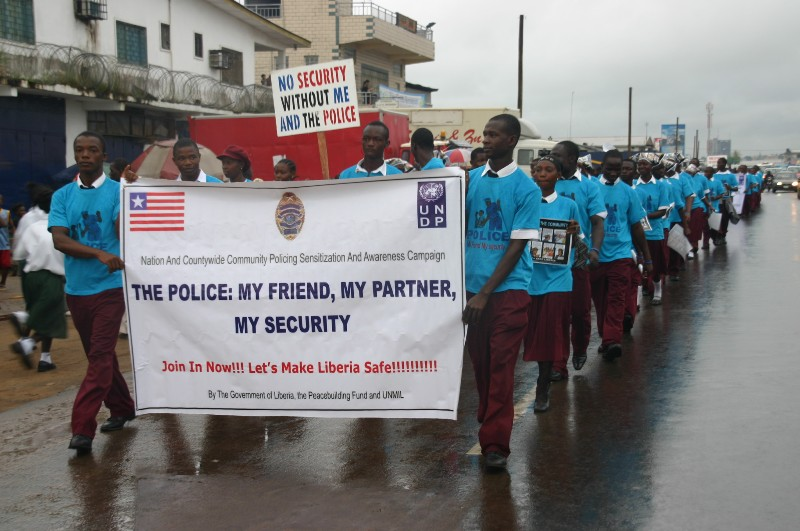 NO SECURITY
WITHOUT ME
AND THE POLICE
UN
DP
Nation And Countywide Community Policing Sensitization And Awareness Campaign
THE POLICE: MY FRIEND, MY PARTNER,
MY SECURITY
Join In Now!!! Let's Make Liberia Safe!!!!!!!!!!
By The Government of Liberia, the Peacebuilding Fund and UNMIL
POLICE